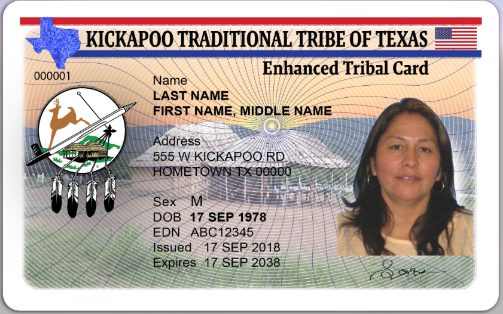 KICKAPOO TRADITIONAL TRIBE OF TEXAS
Enhanced Tribal Card
000001
Name
LAST NAME
FIRST NAME, MIDDLE NAME
Address
555 W KICKAPOO RD
HOMETOWN TX 00000
Sex M
DOB 17 SEP 1978
EDN ABC12345
Issued 17 SEP 2018
Expires 17 SEP 2038